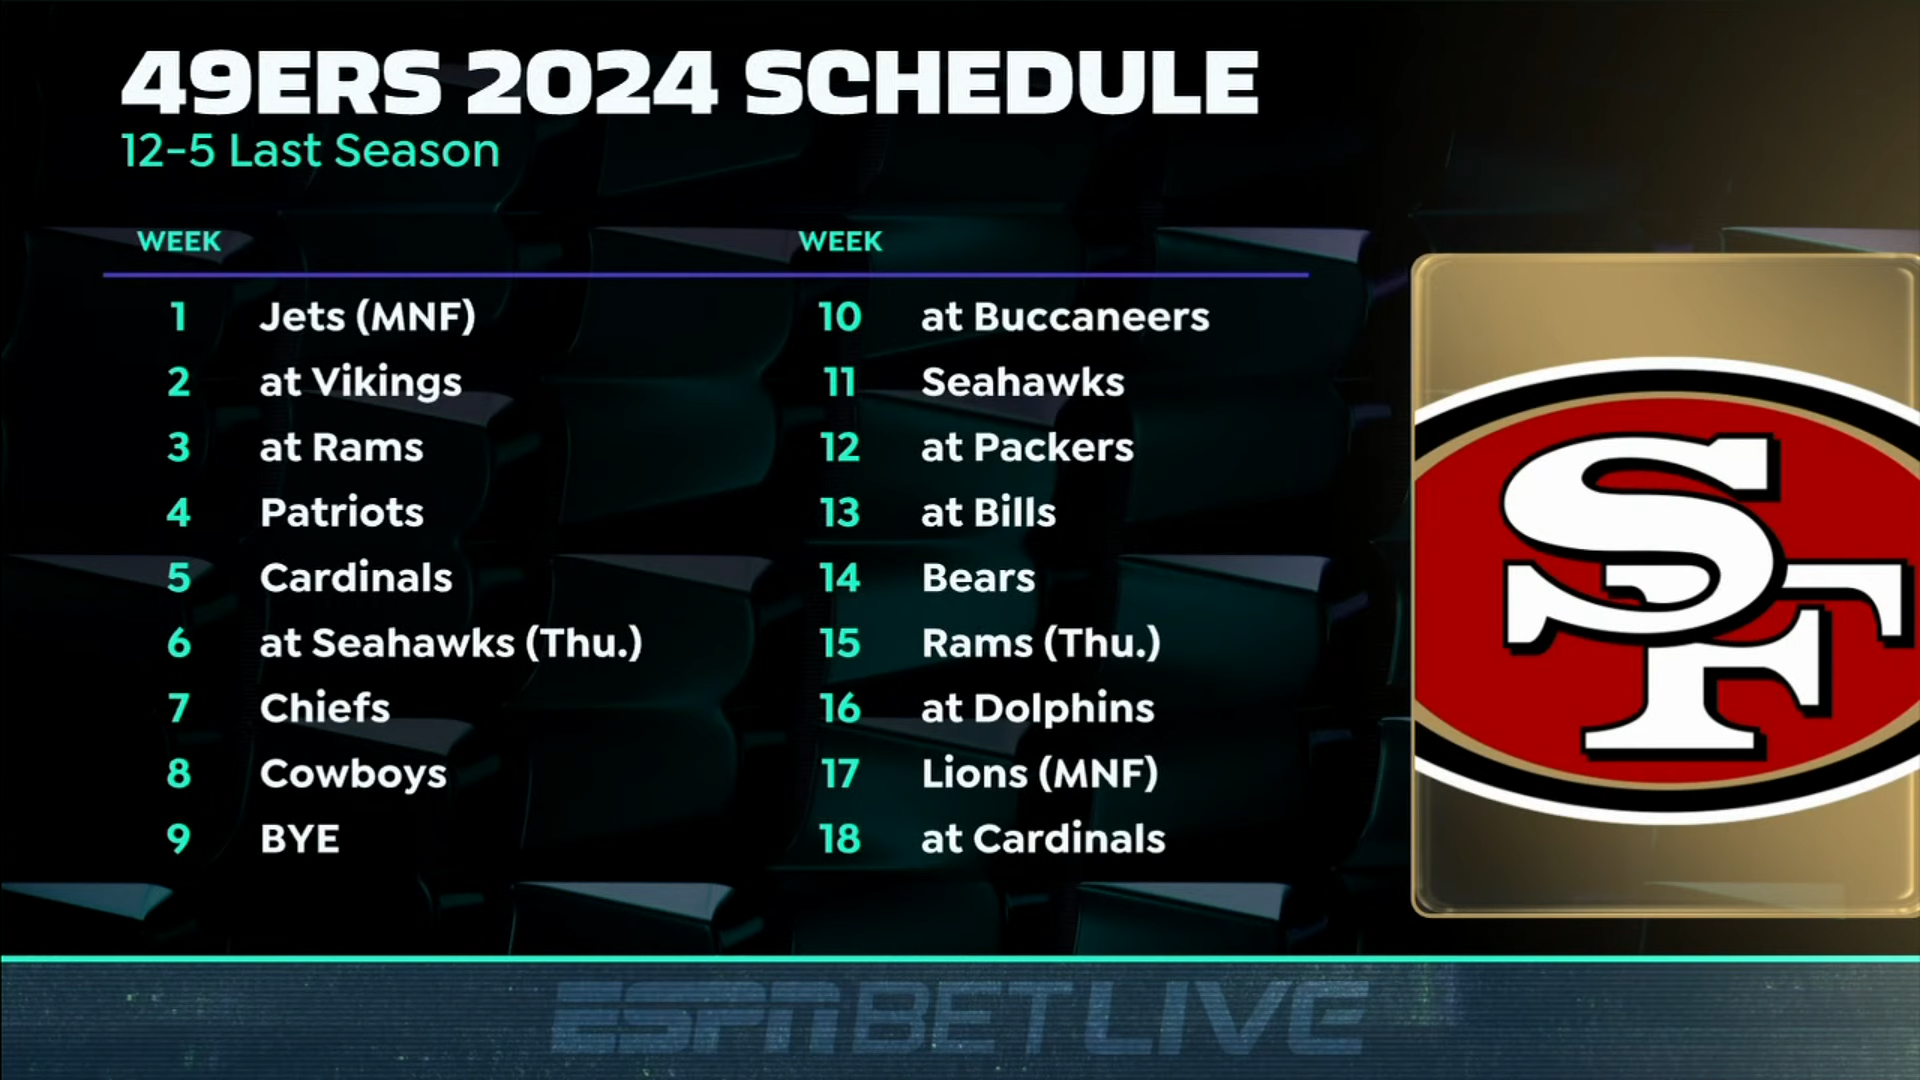 49ERS 2024 SCHEDULE
12-5 Last Season
WEEK
1 Jets (MNF)
2 at Vikings
3 at Rams
4 Patriots
5 Cardinals
6 at Seahawks (Thu.)
7 Chiefs
8 Cowboys
9 BYE
WEEK
10 at Buccaneers
11 Seahawks
12 at Packers
13 at Bills
14 Bears
15 Rams (Thu.)
16 at Dolphins
17 Lions (MNF)
18 at Cardinals
SF
ESPN BET LIVE